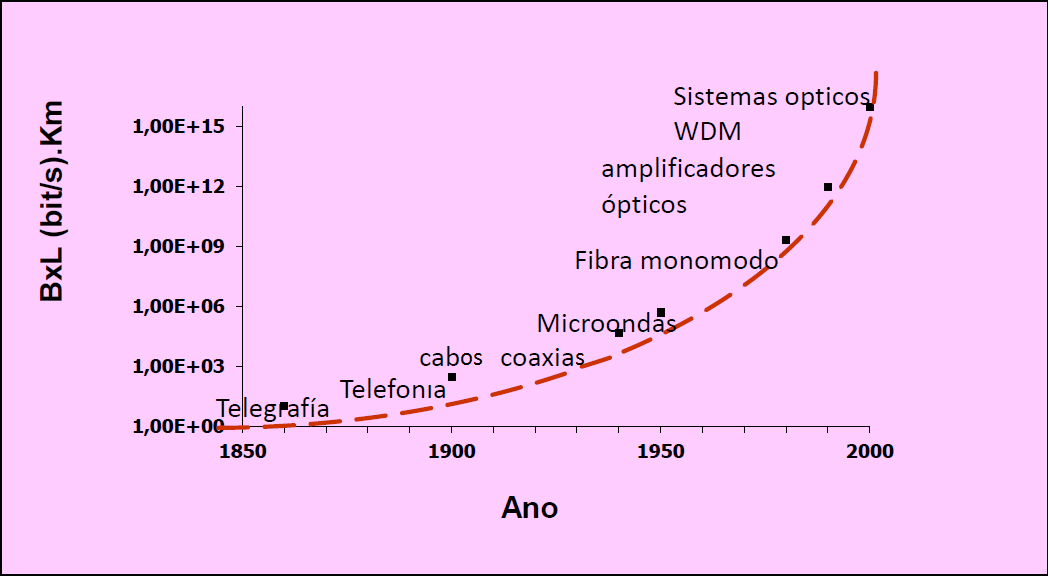 Sistemas opticos
WDM
amplificadores
ópticos
Fibra monomodo
Microondas
cabos coaxias
Telefonia
Telegrafía
BxL (bit/s).Km
1,00E+15
1,00E+12
1,00E+09
1,00E+06
1,00E+03
1,00E+00
1850 1900 1950 2000
Ano